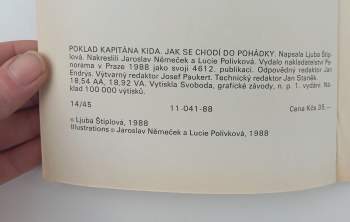 POKLAD KAPITÁNA KIDA. JAK SE CHODÍ DO POHÁDKY. Napsala Ljuba Štíp-
lová. Nakreslili Jaroslav Němeček a Lucie Polívková. Vydalo nakladatelství Pa-
norama v Praze 1988 jako svoji 4612. publikaci. Odpovědný redaktor Jan
Endrýs. Výtvarný redaktor Josef Paukert. Technický redaktor Jan Staněk.
18,54 AA, 18,92 VA. Vytiskla Svoboda, grafické závody, n. p. 1. vydání. Ná-
klad 100 000 výtisků.
14/45 11-041-88 Cena Kčs 35,—
© Ljuba Štíplová, 1988
Illustrations © Jaroslav Němeček a Lucie Polívková, 1988